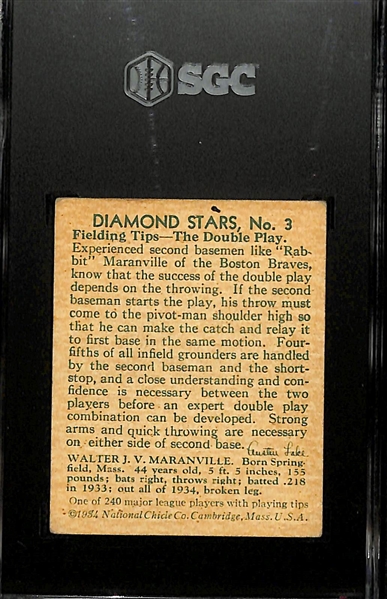 SGC
DIAMOND STARS, No. 3
Fielding Tips—The Double Play.
Experienced second basemen like "Rab-
bit" Maranville of the Boston Braves,
know that the success of the double play
depends on the throwing. If the second
baseman starts the play, his throw must
come to the pivot-man shoulder high so
that he can make the catch and relay it
to first base in the same motion. Four-
fifths of all infield grounders are handled
by the second baseman and the short-
stop, and a close understanding and con-
fidence is necessary between the two
players before an expert double play
combination can be developed. Strong
arms and quick throwing are necessary
on either side of second base. Austen Lake
WALTER J. V. MARANVILLE. Born Spring-
field, Mass. 44 years old, 5 ft. 5 inches, 155
pounds; bats right, throws right; batted .218
in 1933; out all of 1934, broken leg.
One of 240 major league players with playing tips
©1934 National Chicle Co. Cambridge, Mass. U.S.A.